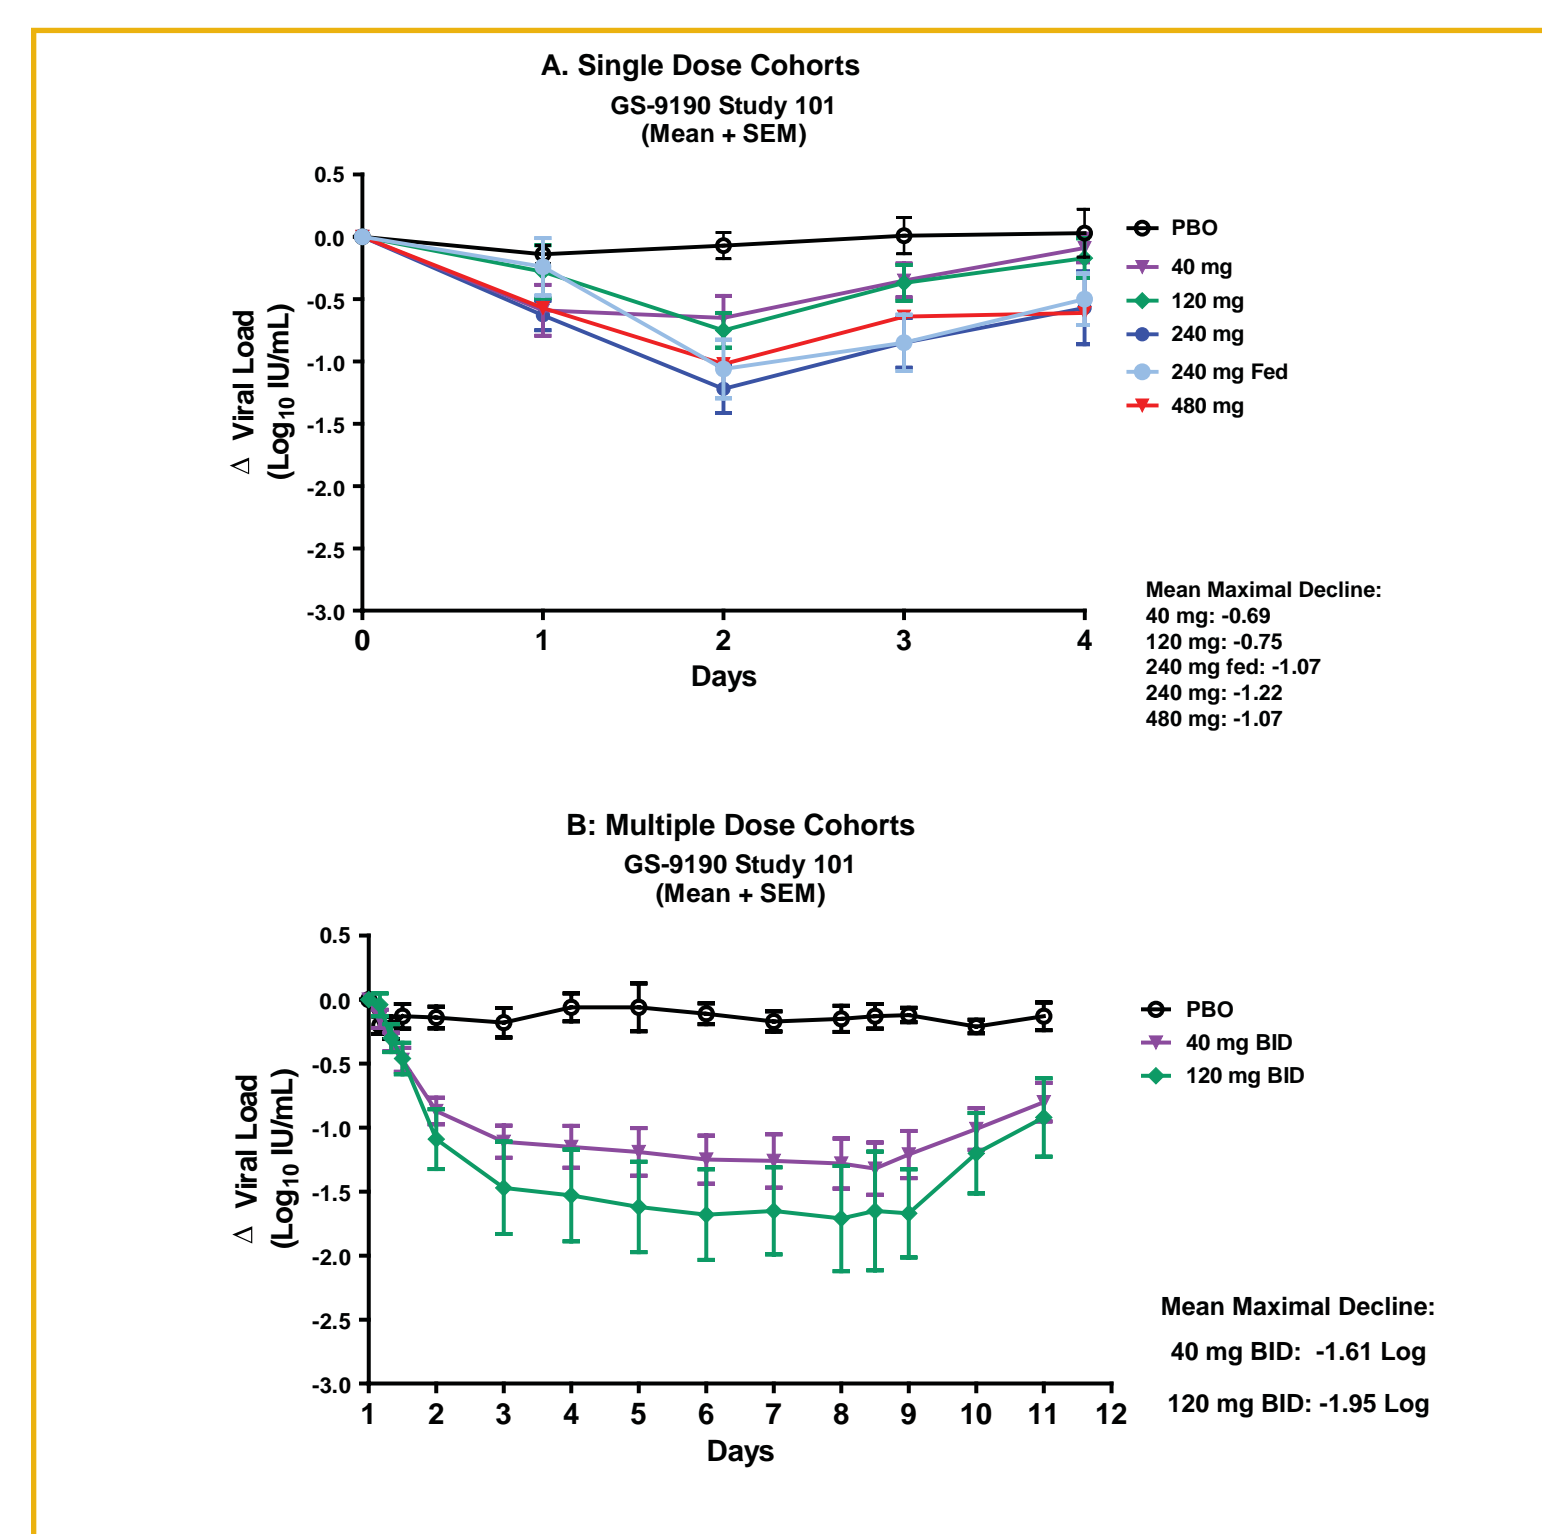 A. Single Dose Cohorts
GS-9190 Study 101
(Mean + SEM)
0.5
0.0
-0.5
-1.0
-1.5
-2.0
-2.5
-3.0
Δ Viral Load
(Log10 IU/mL)
0 1 2 3 4
Days
PBO
40 mg
120 mg
240 mg
240 mg Fed
480 mg
Mean Maximal Decline:
40 mg: -0.69
120 mg: -0.75
240 mg fed: -1.07
240 mg: -1.22
480 mg: -1.07
B: Multiple Dose Cohorts
GS-9190 Study 101
(Mean + SEM)
0.5
0.0
-0.5
-1.0
-1.5
-2.0
-2.5
-3.0
Δ Viral Load
(Log10 IU/mL)
1 2 3 4 5 6 7 8 9 10 11 12
Days
PBO
40 mg BID
120 mg BID
Mean Maximal Decline:
40 mg BID: -1.61 Log
120 mg BID: -1.95 Log